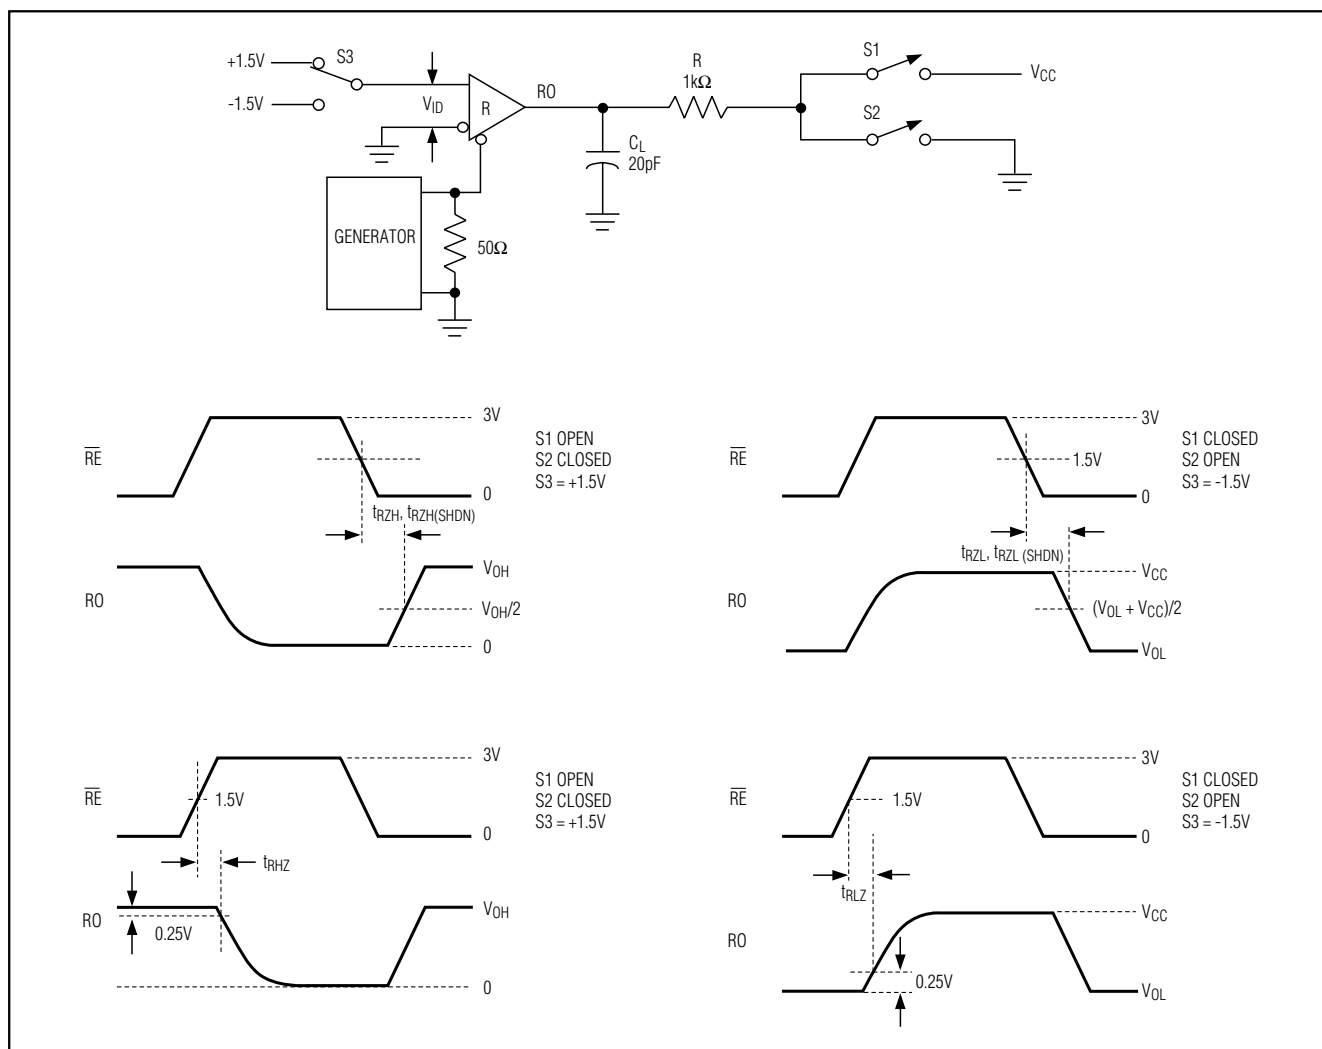 +1.5V
S3
-1.5V
V_ID
R
RO
R
1kΩ
S1
V_CC
S2
C_L
20pF
GENERATOR
50Ω
RE
3V
0
S1 OPEN
S2 CLOSED
S3 = +1.5V
t_RZH, t_RZH(SHDN)
RO
V_OH
V_OH/2
0
RE
3V
1.5V
0
S1 CLOSED
S2 OPEN
S3 = -1.5V
t_RZL, t_RZL (SHDN)
RO
V_CC
(V_OL + V_CC)/2
V_OL
RE
3V
1.5V
0
S1 OPEN
S2 CLOSED
S3 = +1.5V
t_RHZ
RO
V_OH
0.25V
0
RE
3V
1.5V
0
S1 CLOSED
S2 OPEN
S3 = -1.5V
t_RLZ
RO
V_CC
0.25V
V_OL